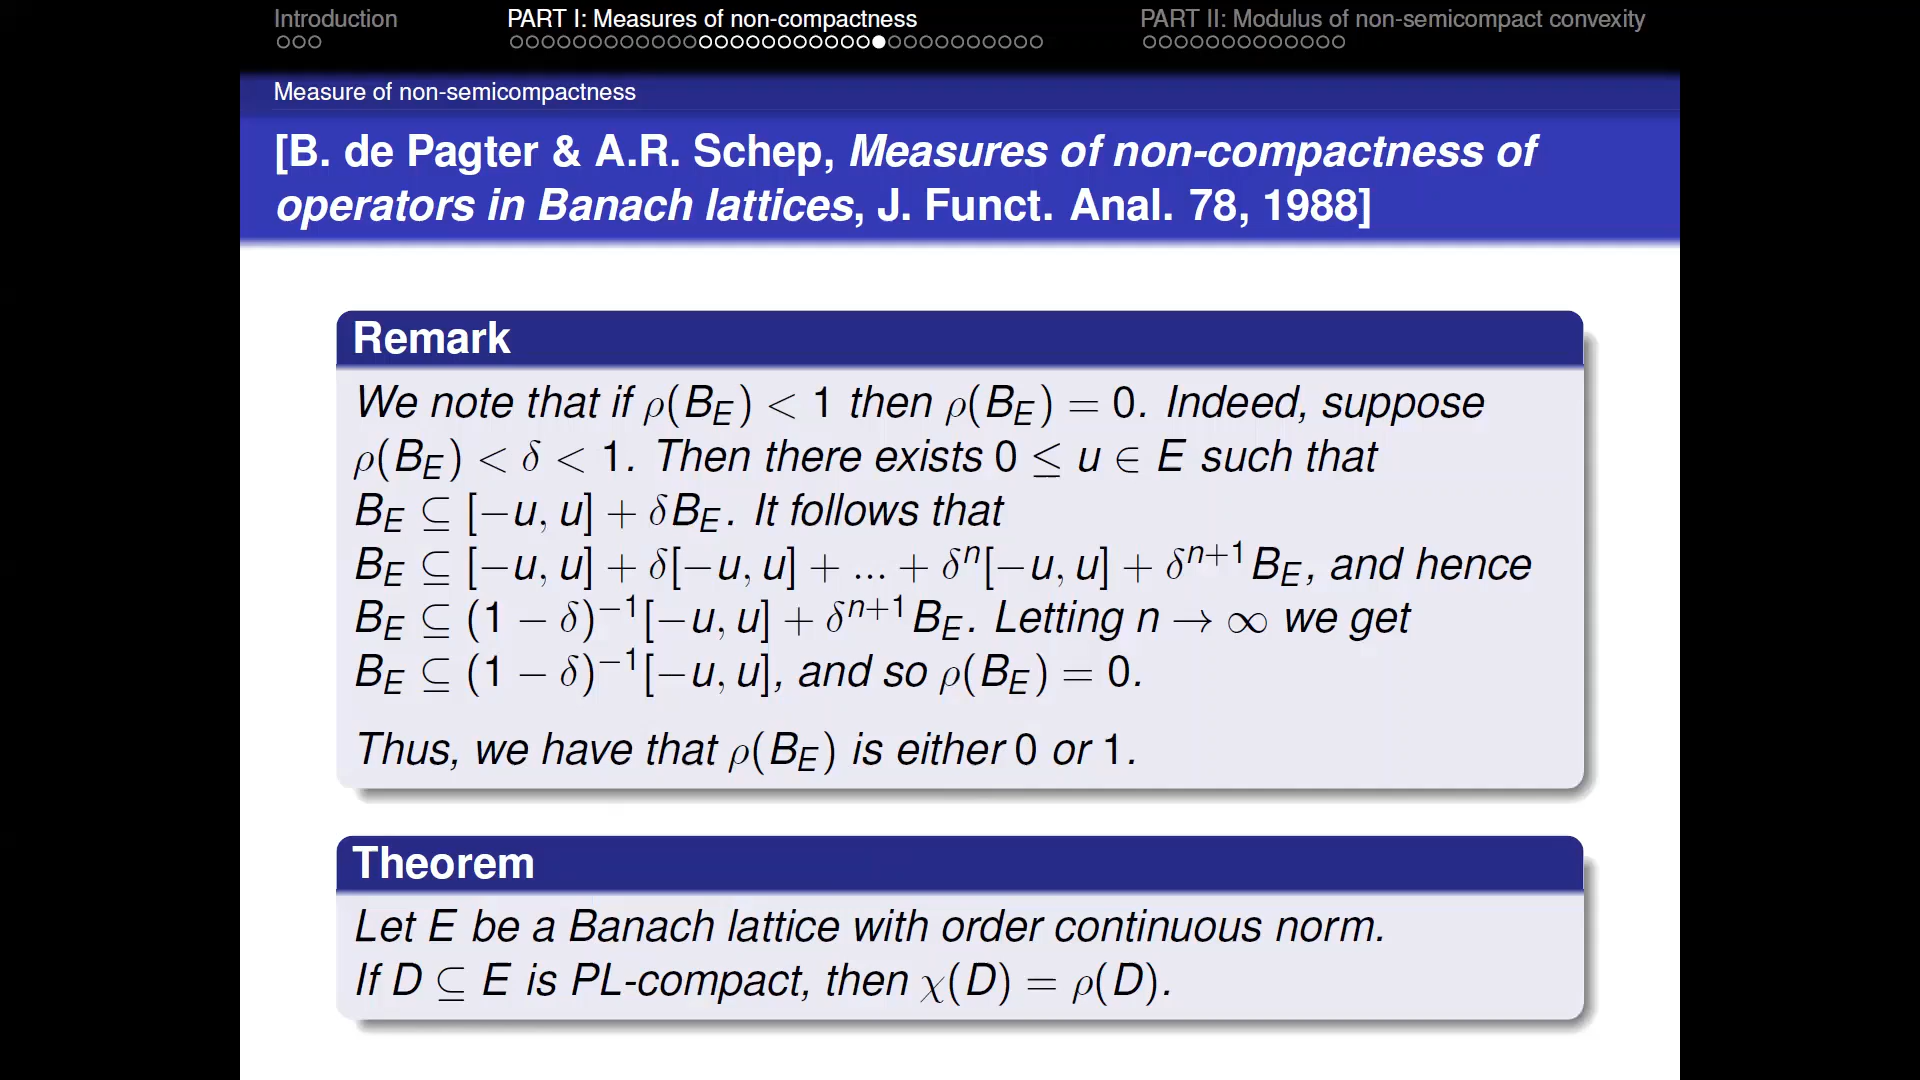 Introduction
PART I: Measures of non-compactness
PART II: Modulus of non-semicompact convexity
Measure of non-semicompactness
[B. de Pagter & A.R. Schep, Measures of non-compactness of
operators in Banach lattices, J. Funct. Anal. 78, 1988]
Remark
We note that if ρ(B_E) < 1 then ρ(B_E) = 0. Indeed, suppose
ρ(B_E) < δ < 1. Then there exists 0 ≤ u ∈ E such that
B_E ⊆ [−u, u] + δB_E. It follows that
B_E ⊆ [−u, u] + δ[−u, u] + ... + δ^n[−u, u] + δ^{n+1}B_E, and hence
B_E ⊆ (1 − δ)^{−1}[−u, u] + δ^{n+1}B_E. Letting n → ∞ we get
B_E ⊆ (1 − δ)^{−1}[−u, u], and so ρ(B_E) = 0.
Thus, we have that ρ(B_E) is either 0 or 1.
Theorem
Let E be a Banach lattice with order continuous norm.
If D ⊆ E is PL-compact, then χ(D) = ρ(D).